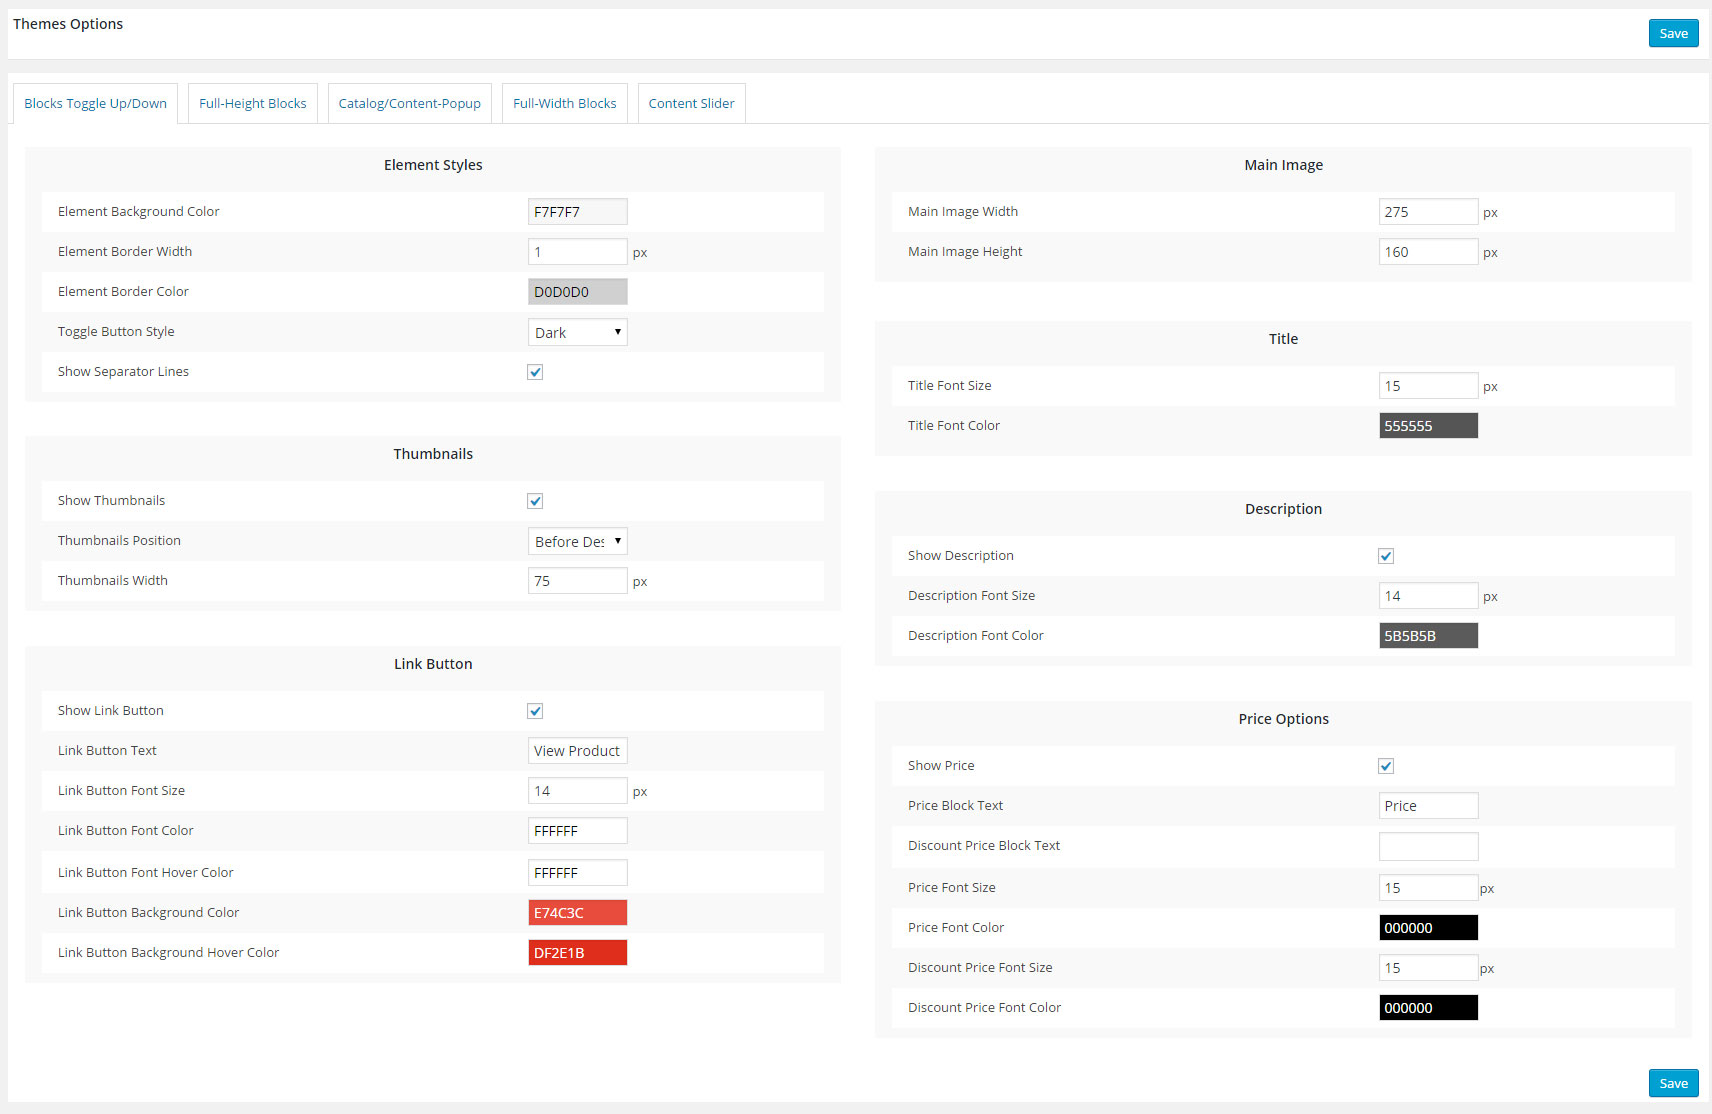 Themes Options
Save
Blocks Toggle Up/Down
Full-Height Blocks
Catalog/Content-Popup
Full-Width Blocks
Content Slider
Element Styles
Element Background Color F7F7F7
Element Border Width 1 px
Element Border Color D0D0D0
Toggle Button Style Dark
Show Separator Lines
Thumbnails
Show Thumbnails
Thumbnails Position Before Des
Thumbnails Width 75 px
Link Button
Show Link Button
Link Button Text View Product
Link Button Font Size 14 px
Link Button Font Color FFFFFF
Link Button Font Hover Color FFFFFF
Link Button Background Color E74C3C
Link Button Background Hover Color DF2E1B
Main Image
Main Image Width 275 px
Main Image Height 160 px
Title
Title Font Size 15 px
Title Font Color 555555
Description
Show Description
Description Font Size 14 px
Description Font Color 5B5B5B
Price Options
Show Price
Price Block Text Price
Discount Price Block Text
Price Font Size 15 px
Price Font Color 000000
Discount Price Font Size 15 px
Discount Price Font Color 000000
Save